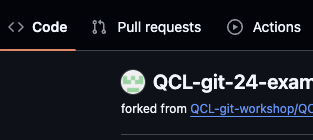 Code Pull requests Actions
QCL-git-24-exam
forked from QCL-git-workshop/QC